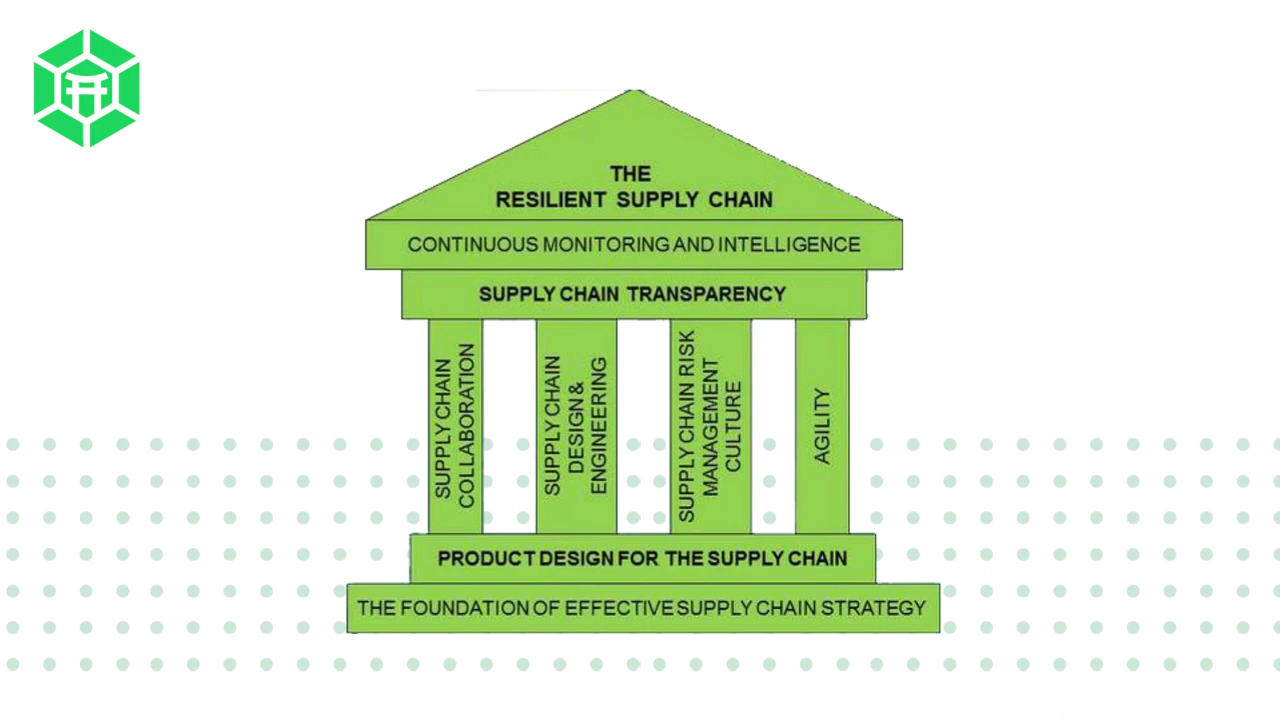 THE
RESILIENT SUPPLY CHAIN
CONTINUOUS MONITORING AND INTELLIGENCE
SUPPLY CHAIN TRANSPARENCY
SUPPLY CHAIN
COLLABORATION
SUPPLY CHAIN
DESIGN &
ENGINEERING
SUPPLY CHAIN RISK
MANAGEMENT
CULTURE
AGILITY
PRODUCT DESIGN FOR THE SUPPLY CHAIN
THE FOUNDATION OF EFFECTIVE SUPPLY CHAIN STRATEGY